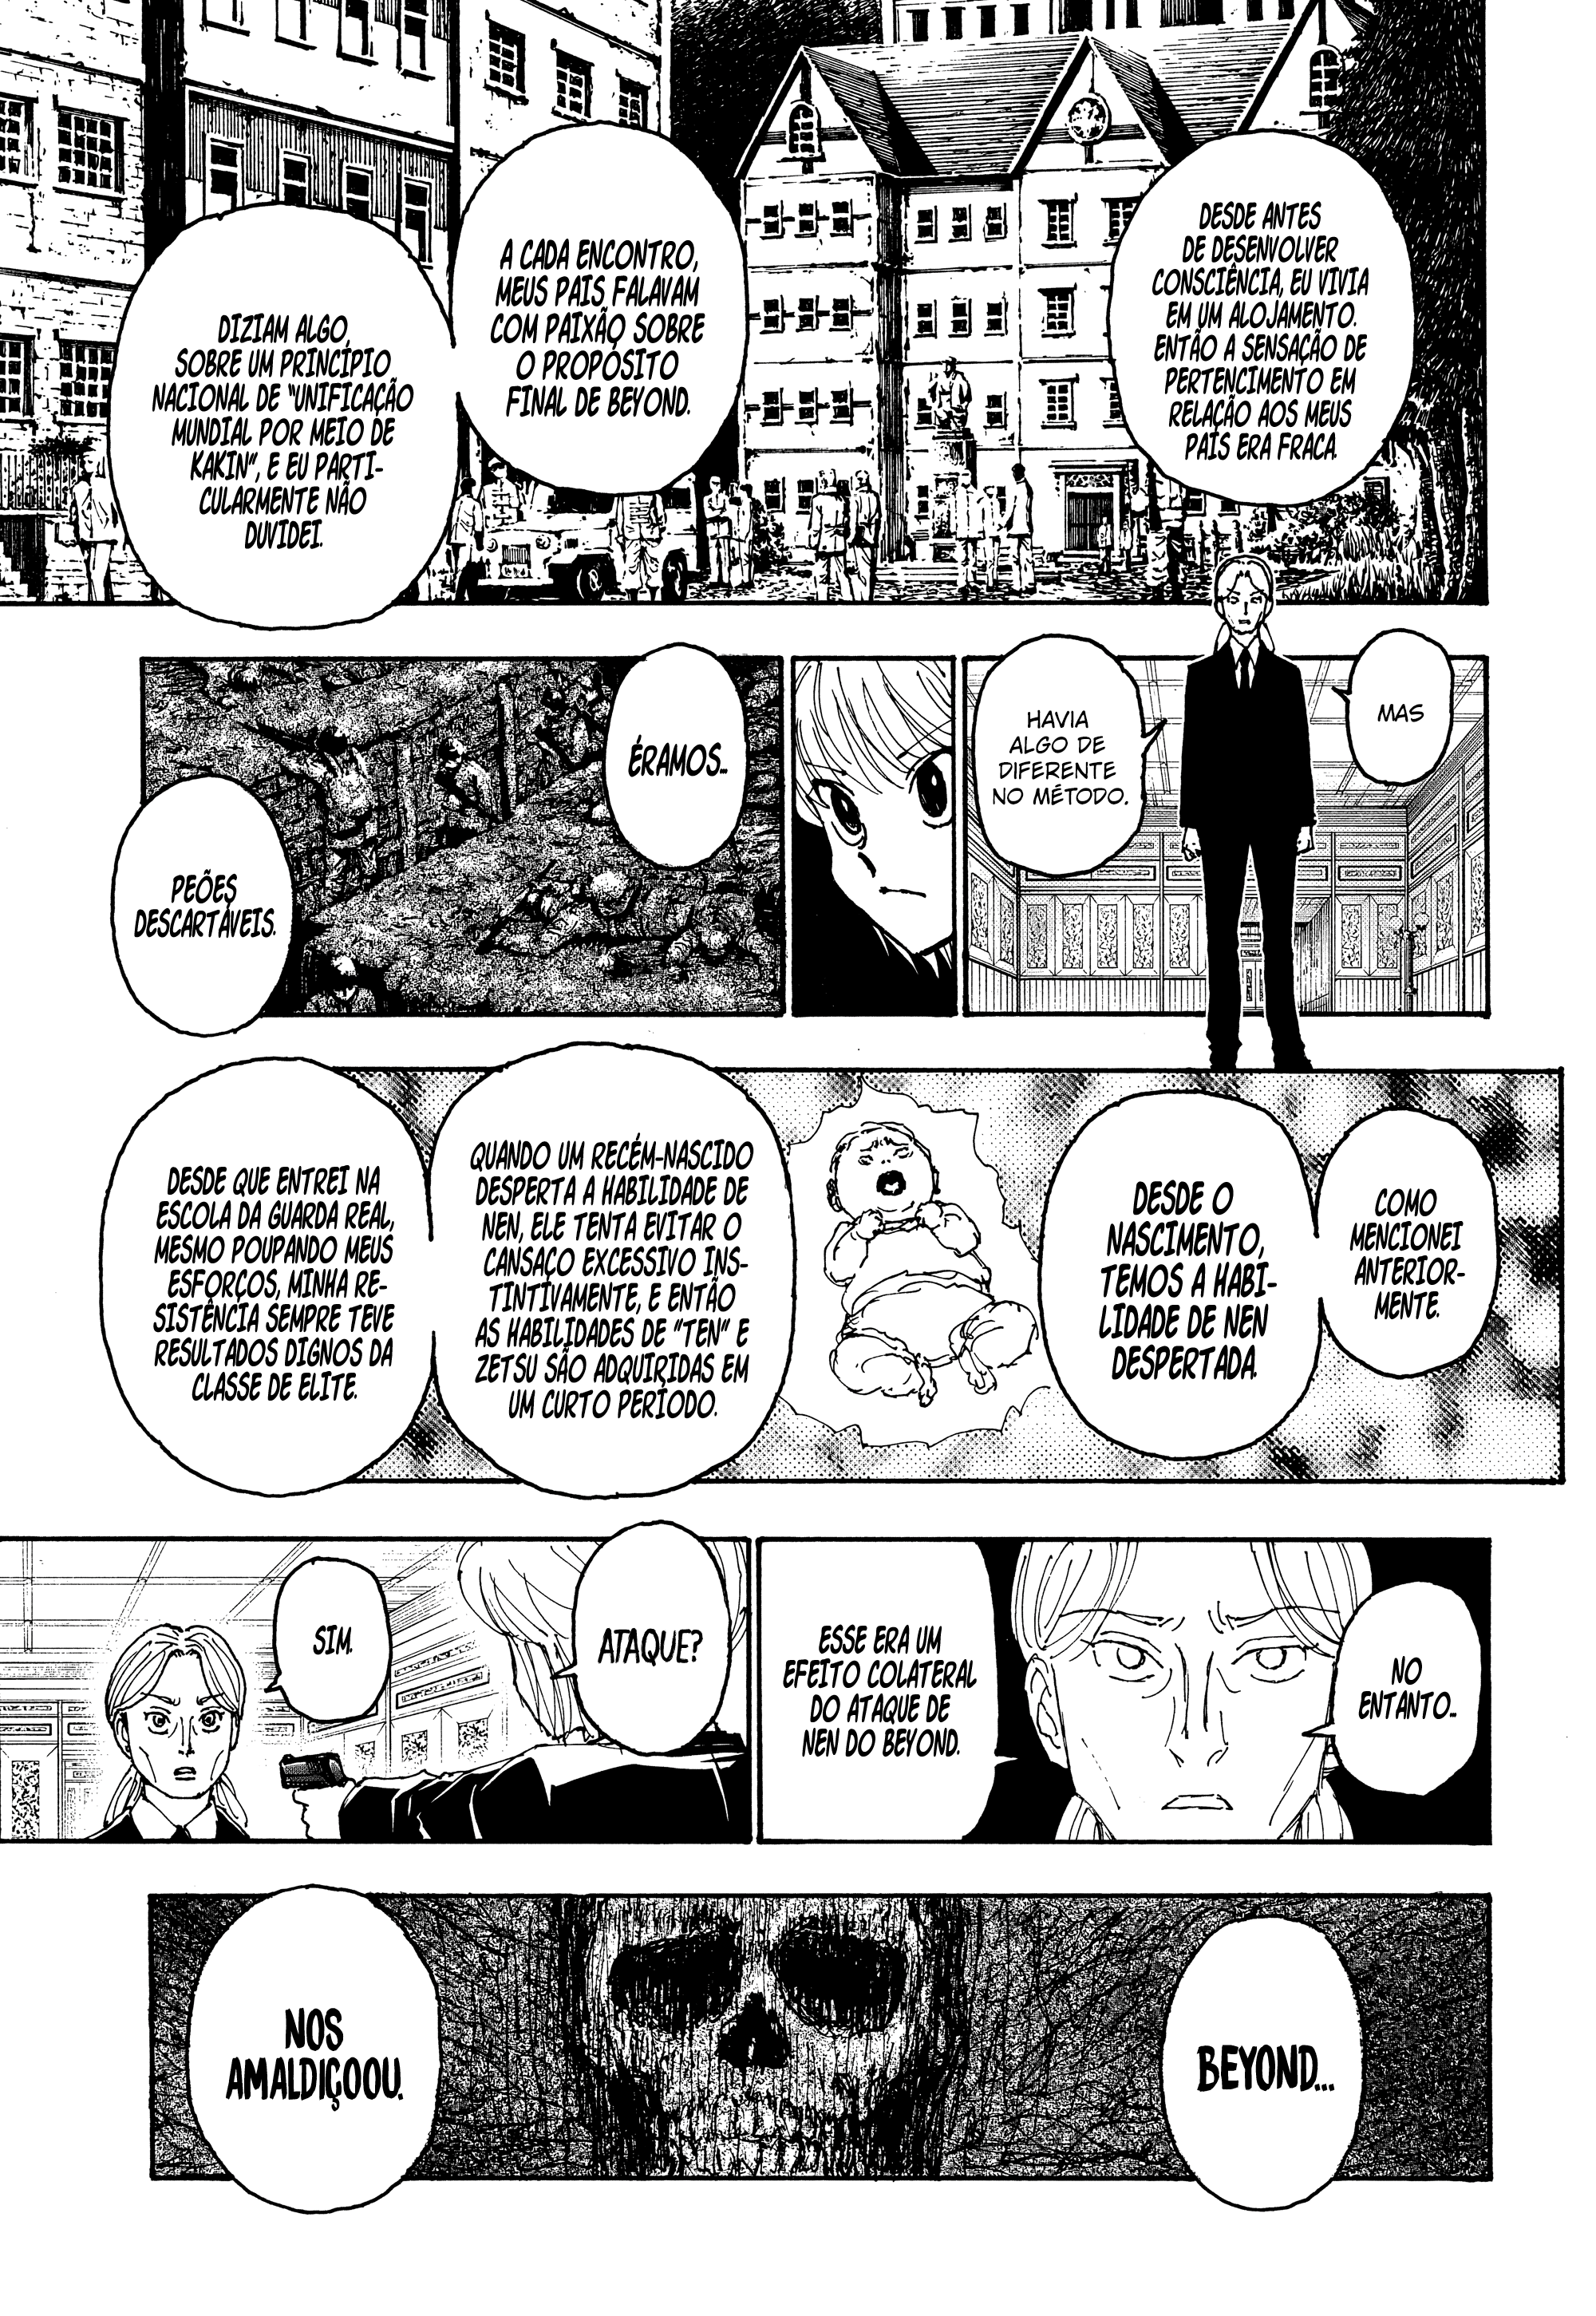 DESDE ANTES
DE DESENVOLVER
CONSCIÊNCIA, EU VIVIA
EM UM ALOJAMENTO.
ENTÃO A SENSAÇÃO DE
PERTENCIMENTO EM
RELAÇÃO AOS MEUS
PAIS ERA FRACA.
A CADA ENCONTRO,
MEUS PAIS FALAVAM
COM PAIXÃO SOBRE
O PROPÓSITO
FINAL DE BEYOND.
DIZIAM ALGO,
SOBRE UM PRINCÍPIO
NACIONAL DE "UNIFICAÇÃO
MUNDIAL POR MEIO DE
KAKIN", E EU PARTI-
CULARMENTE NÃO
DUVIDEI.
MAS
HAVIA
ALGO DE
DIFERENTE
NO MÉTODO.
ÉRAMOS...
PEÕES
DESCARTÁVEIS.
COMO
MENCIONEI
ANTERIOR-
MENTE.
DESDE O
NASCIMENTO,
TEMOS A HABI-
LIDADE DE NEN
DESPERTADA.
QUANDO UM RECÉM-NASCIDO
DESPERTA A HABILIDADE DE
NEN, ELE TENTA EVITAR O
CANSAÇO EXCESSIVO INS-
TINTIVAMENTE, E ENTÃO
AS HABILIDADES DE "TEN" E
ZETSU SÃO ADQUIRIDAS EM
UM CURTO PERÍODO.
DESDE QUE ENTREI NA
ESCOLA DA GUARDA REAL,
MESMO POUPANDO MEUS
ESFORÇOS, MINHA RE-
SISTÊNCIA SEMPRE TEVE
RESULTADOS DIGNOS DA
CLASSE DE ELITE.
NO
ENTANTO...
ESSE ERA UM
EFEITO COLATERAL
DO ATAQUE DE
NEN DO BEYOND.
ATAQUE?
SIM.
BEYOND...
NOS
AMALDIÇOOU.